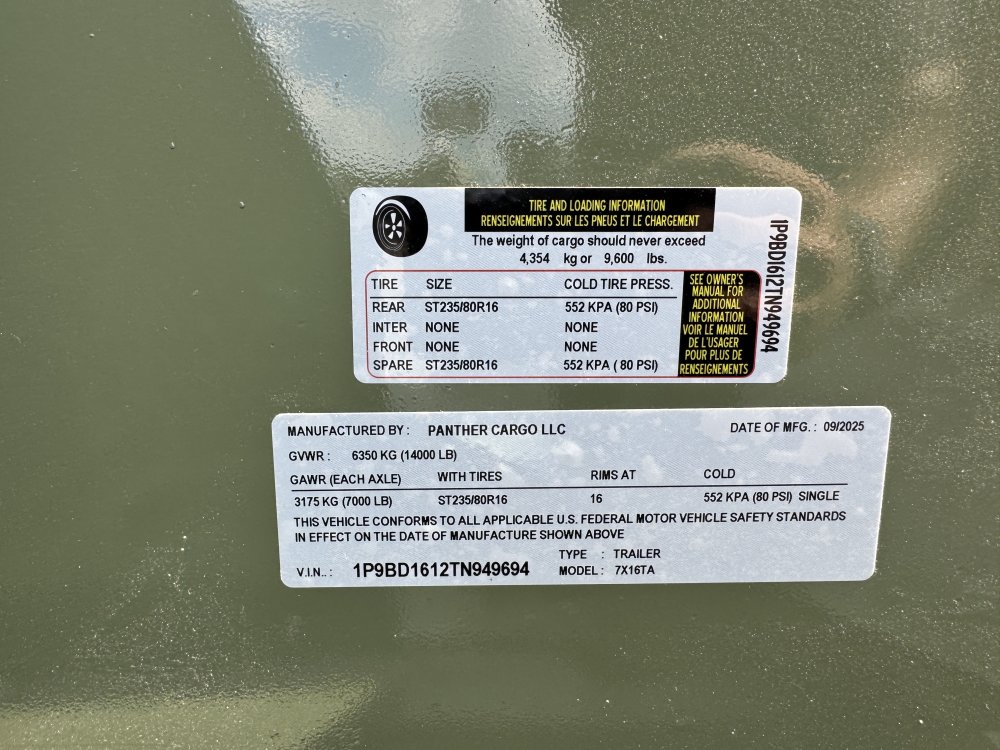 TIRE AND LOADING INFORMATION
RENSEIGNEMENTS SUR LES PNEUS ET LE CHARGEMENT
The weight of cargo should never exceed
4,354 kg or 9,600 lbs.
TIRE SIZE COLD TIRE PRESS.
REAR ST235/80R16 552 KPA (80 PSI)
INTER NONE NONE
FRONT NONE NONE
SPARE ST235/80R16 552 KPA ( 80 PSI)
SEE OWNER'S
MANUAL FOR
ADDITIONAL
INFORMATION
VOIR LE MANUEL
DE L'USAGER
POUR PLUS DE
RENSEIGNEMENTS
1P9BD1612TN949694
MANUFACTURED BY : PANTHER CARGO LLC DATE OF MFG. : 09/2025
GVWR : 6350 KG (14000 LB)
GAWR (EACH AXLE) WITH TIRES RIMS AT COLD
3175 KG (7000 LB) ST235/80R16 16 552 KPA (80 PSI) SINGLE
THIS VEHICLE CONFORMS TO ALL APPLICABLE U.S. FEDERAL MOTOR VEHICLE SAFETY STANDARDS
IN EFFECT ON THE DATE OF MANUFACTURE SHOWN ABOVE
TYPE : TRAILER
V.I.N.. : 1P9BD1612TN949694 MODEL : 7X16TA